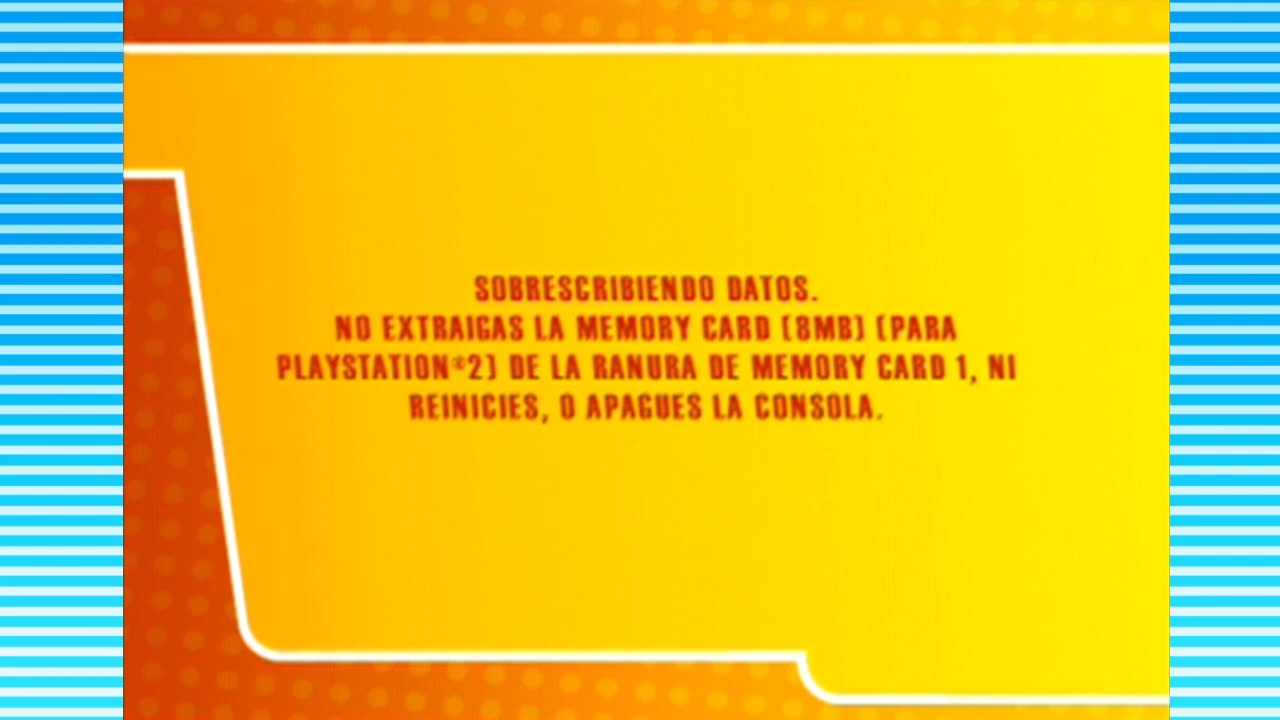 SOBRESCRIBIENDO DATOS.
NO EXTRAIGAS LA MEMORY CARD (8MB) (PARA
PLAYSTATION®2) DE LA RANURA DE MEMORY CARD 1, NI
REINICIES, O APAGUES LA CONSOLA.